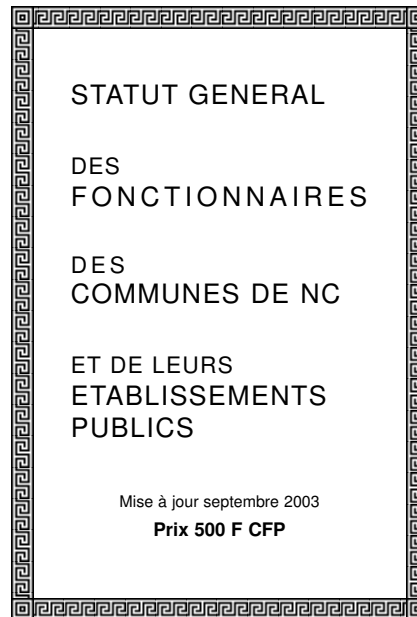 STATUT GENERAL
DES
FONCTIONNAIRES
DES
COMMUNES DE NC
ET DE LEURS
ETABLISSEMENTS
PUBLICS
Mise à jour septembre 2003
Prix 500 F CFP